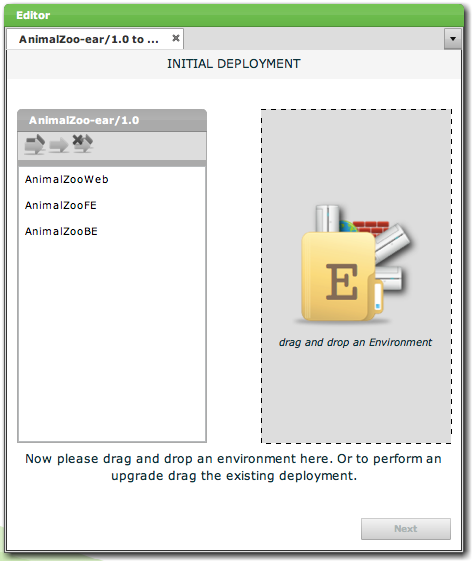 Editor
AnimalZoo-ear/1.0 to ...
INITIAL DEPLOYMENT
AnimalZoo-ear/1.0
AnimalZooWeb
AnimalZooFE
AnimalZooBE
E
drag and drop an Environment
Now please drag and drop an environment here. Or to perform an
upgrade drag the existing deployment.
Next